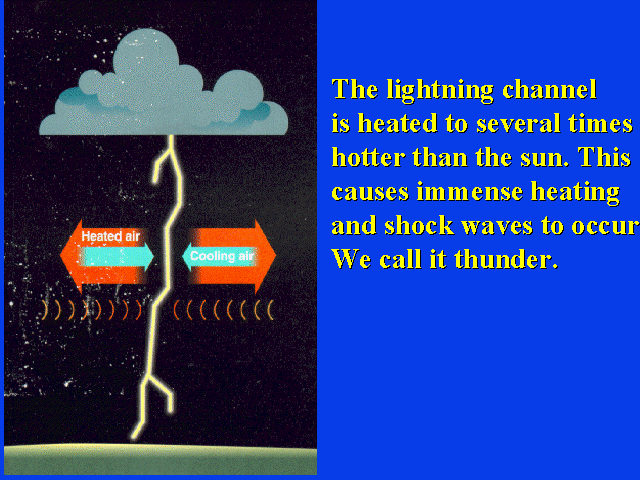 The lightning channel
is heated to several times
hotter than the sun. This
causes immense heating
and shock waves to occur
We call it thunder.
Heated air
Cooling air